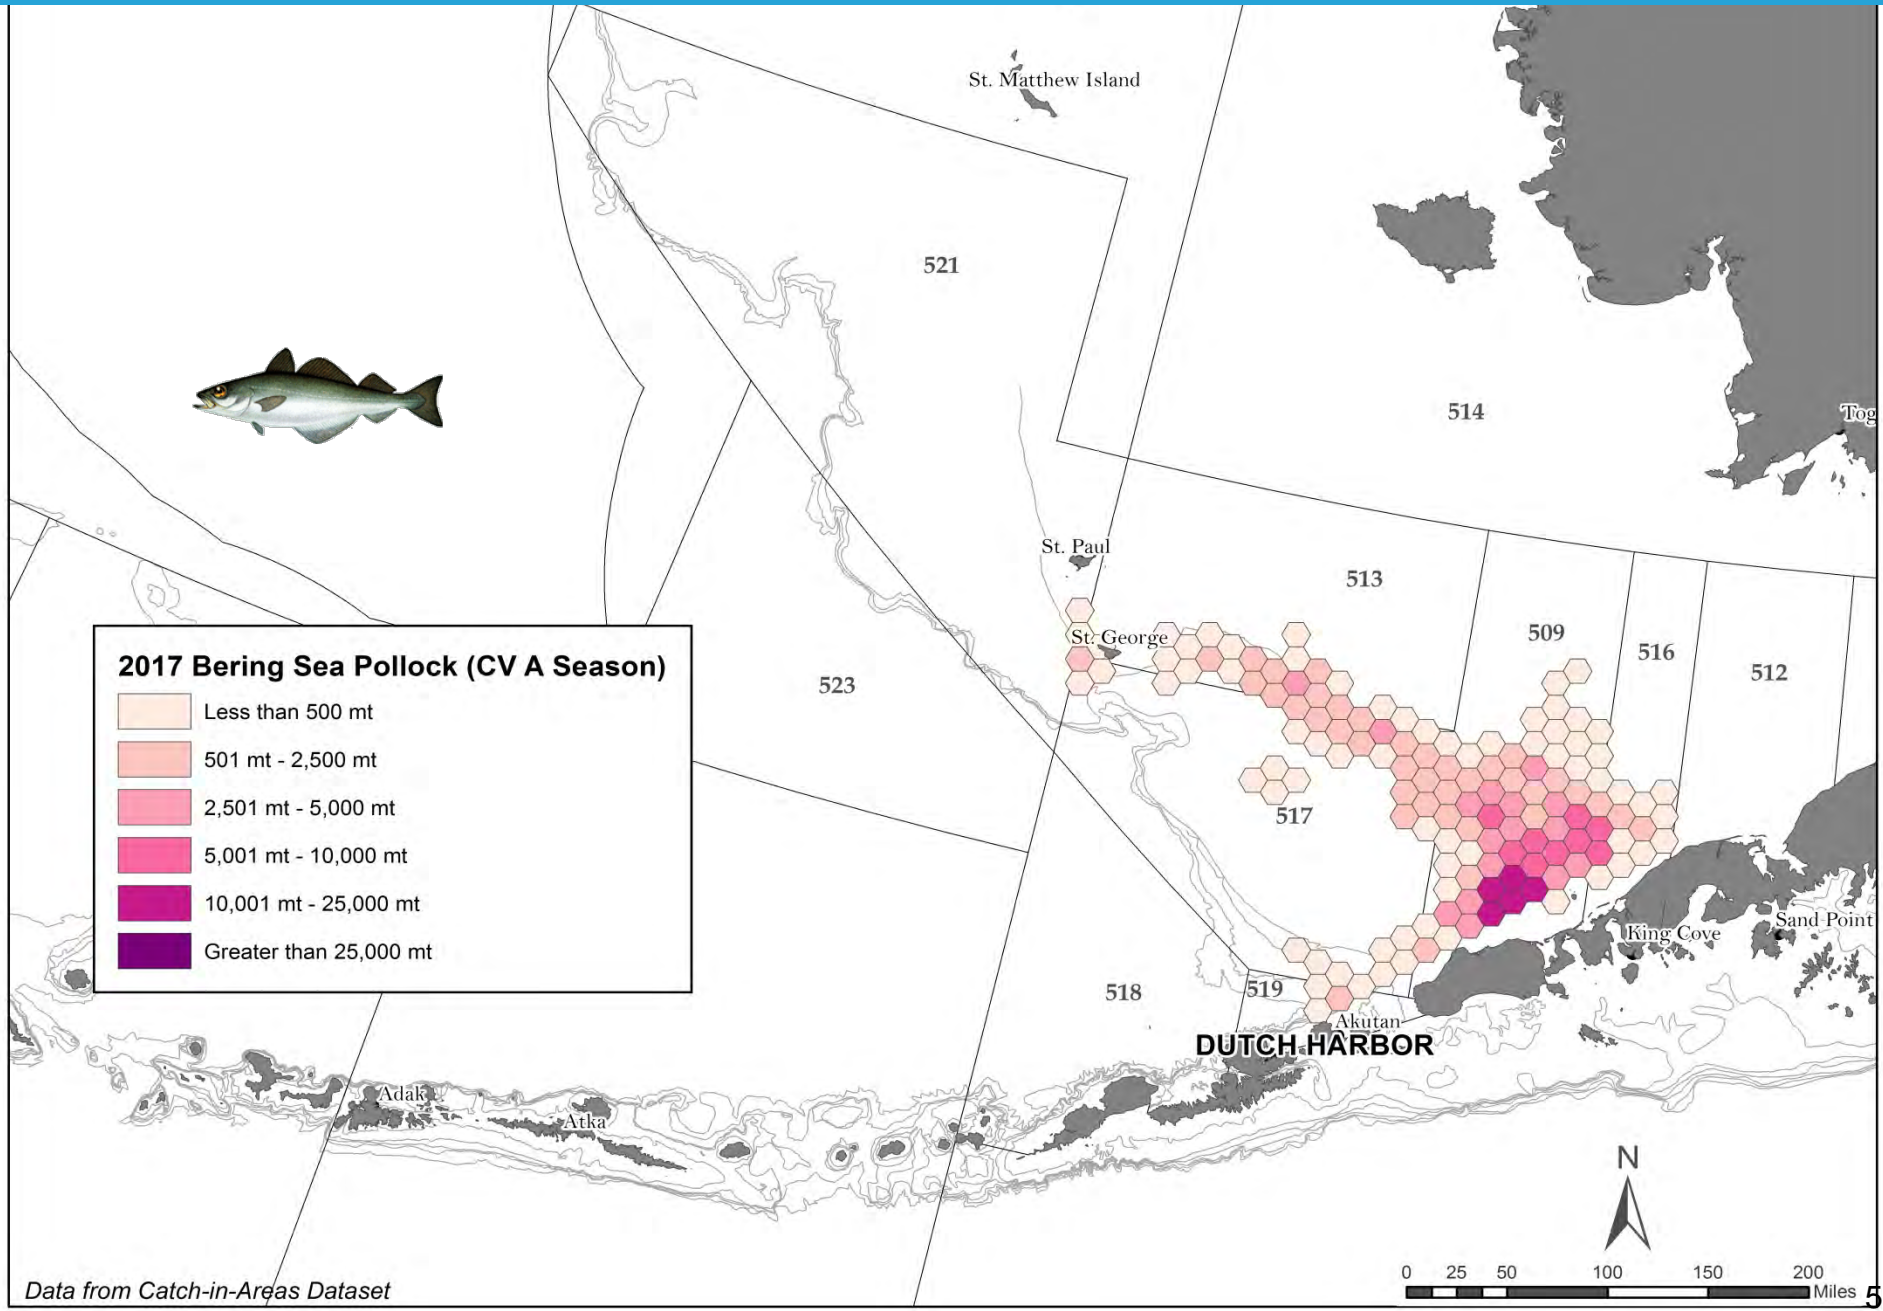 St. Matthew Island
521
514
Tog
St. Paul
513
509
516
512
St. George
523
517
2017 Bering Sea Pollock (CV A Season)
Less than 500 mt
501 mt - 2,500 mt
2,501 mt - 5,000 mt
5,001 mt - 10,000 mt
10,001 mt - 25,000 mt
Greater than 25,000 mt
Sand Point
King Cove
518
519
Akutan
DUTCH HARBOR
Adak
Atka
N
0 25 50 100 150 200
Miles
5
Data from Catch-in-Areas Dataset